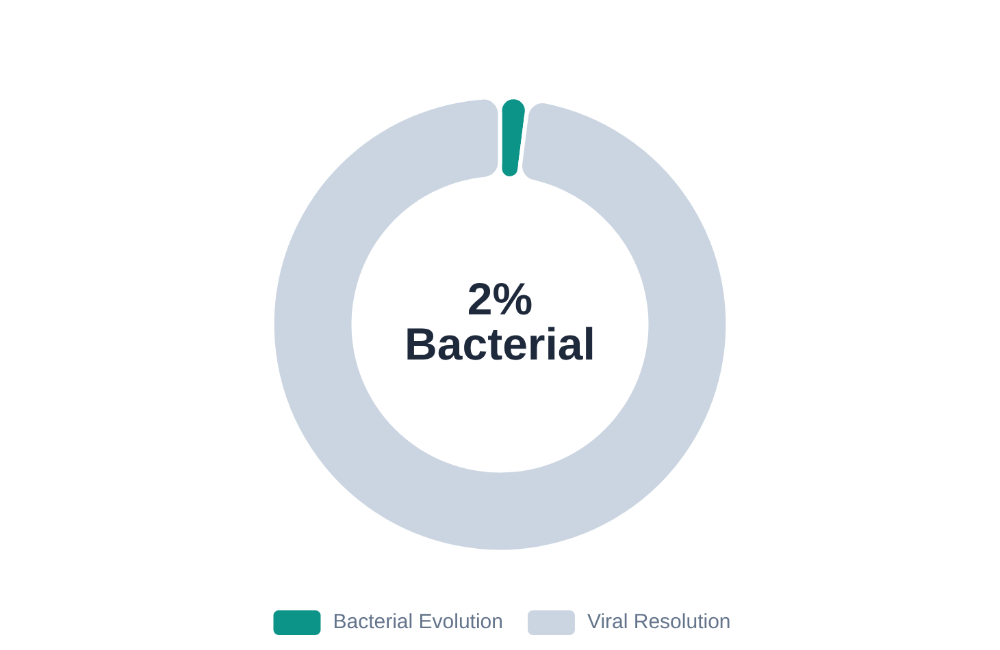 2%
Bacterial
Bacterial Evolution
Viral Resolution